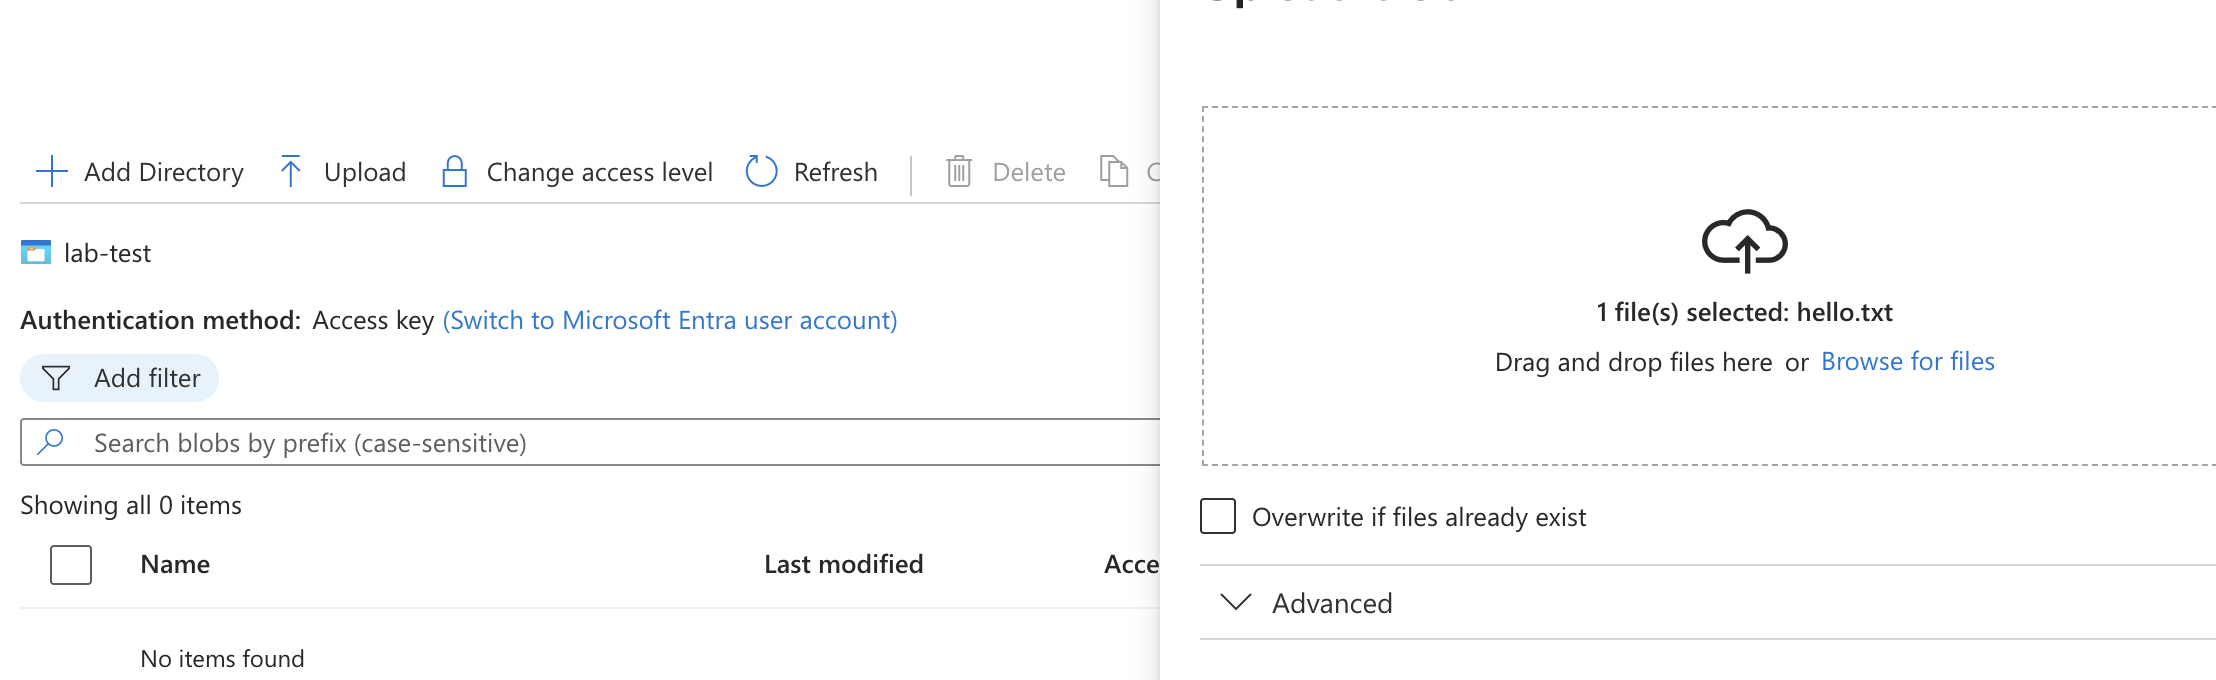 Add Directory Upload Change access level Refresh Delete
lab-test
Authentication method: Access key (Switch to Microsoft Entra user account)
Add filter
Search blobs by prefix (case-sensitive)
Showing all 0 items
Name Last modified Acce
No items found
1 file(s) selected: hello.txt
Drag and drop files here or Browse for files
Overwrite if files already exist
Advanced